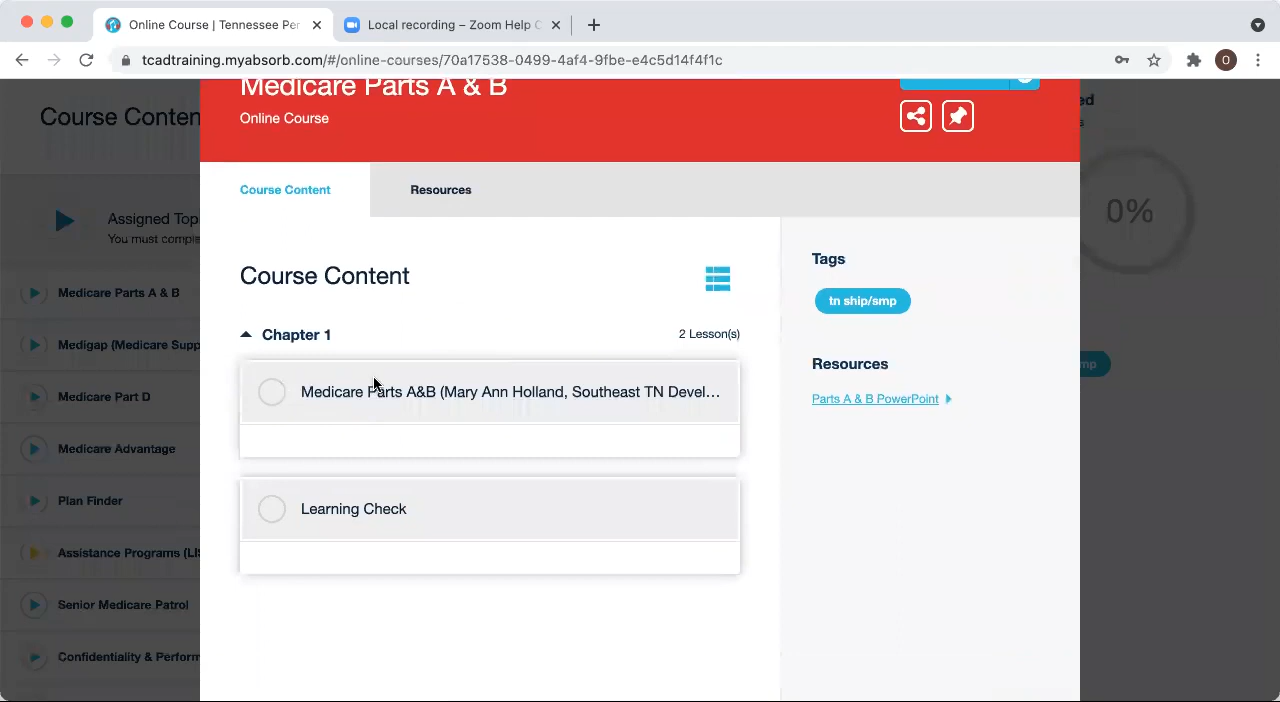 Online Course | Tennessee Per
Local recording – Zoom Help C
tcadtraining.myabsorb.com/#/online-courses/70a17538-0499-4af4-9fbe-e4c5d14f4f1c
O
Medicare Parts A & B
Online Course
Course Content
Resources
Course Conten
Assigned Top
You must comple
Medicare Parts A & B
Medigap (Medicare Supp
Medicare Part D
Medicare Advantage
Plan Finder
Assistance Programs (LIS
Senior Medicare Patrol
Confidentiality & Perform
Course Content
Chapter 1
2 Lesson(s)
Medicare Parts A&B (Mary Ann Holland, Southeast TN Devel...
Learning Check
Tags
tn ship/smp
Resources
Parts A & B PowerPoint
ed
s
0%
mp